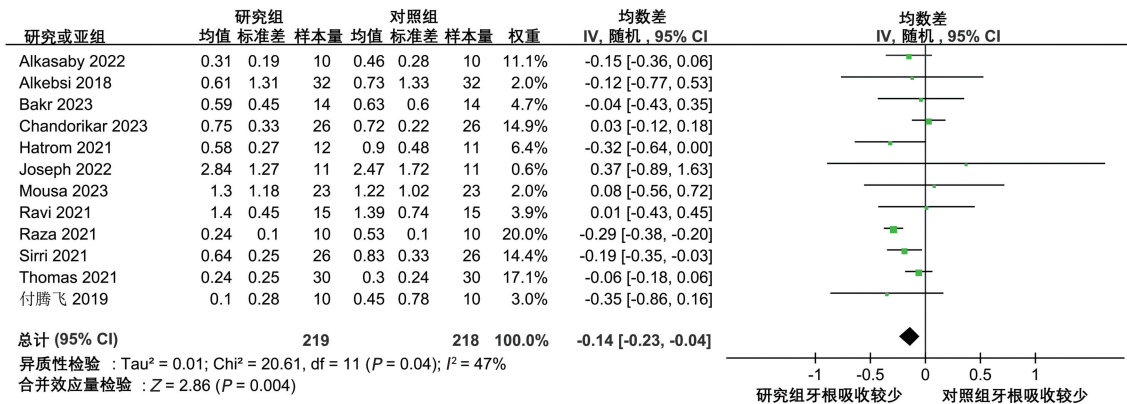 研究组 对照组 均数差 均数差
研究或亚组 均值 标准差 样本量 均值 标准差 样本量 权重 IV, 随机 , 95% CI IV, 随机 , 95% CI
Alkasaby 2022 0.31 0.19 10 0.46 0.28 10 11.1% -0.15 [-0.36, 0.06]
Alkebsi 2018 0.61 1.31 32 0.73 1.33 32 2.0% -0.12 [-0.77, 0.53]
Bakr 2023 0.59 0.45 14 0.63 0.6 14 4.7% -0.04 [-0.43, 0.35]
Chandorikar 2023 0.75 0.33 26 0.72 0.22 26 14.9% 0.03 [-0.12, 0.18]
Hatrom 2021 0.58 0.27 12 0.9 0.48 11 6.4% -0.32 [-0.64, 0.00]
Joseph 2022 2.84 1.27 11 2.47 1.72 11 0.6% 0.37 [-0.89, 1.63]
Mousa 2023 1.3 1.18 23 1.22 1.02 23 2.0% 0.08 [-0.56, 0.72]
Ravi 2021 1.4 0.45 15 1.39 0.74 15 3.9% 0.01 [-0.43, 0.45]
Raza 2021 0.24 0.1 10 0.53 0.1 10 20.0% -0.29 [-0.38, -0.20]
Sirri 2021 0.64 0.25 26 0.83 0.33 26 14.4% -0.19 [-0.35, -0.03]
Thomas 2021 0.24 0.25 30 0.3 0.24 30 17.1% -0.06 [-0.18, 0.06]
付腾飞 2019 0.1 0.28 10 0.45 0.78 10 3.0% -0.35 [-0.86, 0.16]
总计 (95% CI) 219 218 100.0% -0.14 [-0.23, -0.04]
异质性检验 : Tau² = 0.01; Chi² = 20.61, df = 11 (P = 0.04); I² = 47%
合并效应量检验 : Z = 2.86 (P = 0.004)
-1 -0.5 0 0.5 1
研究组牙根吸收较少 对照组牙根吸收较少